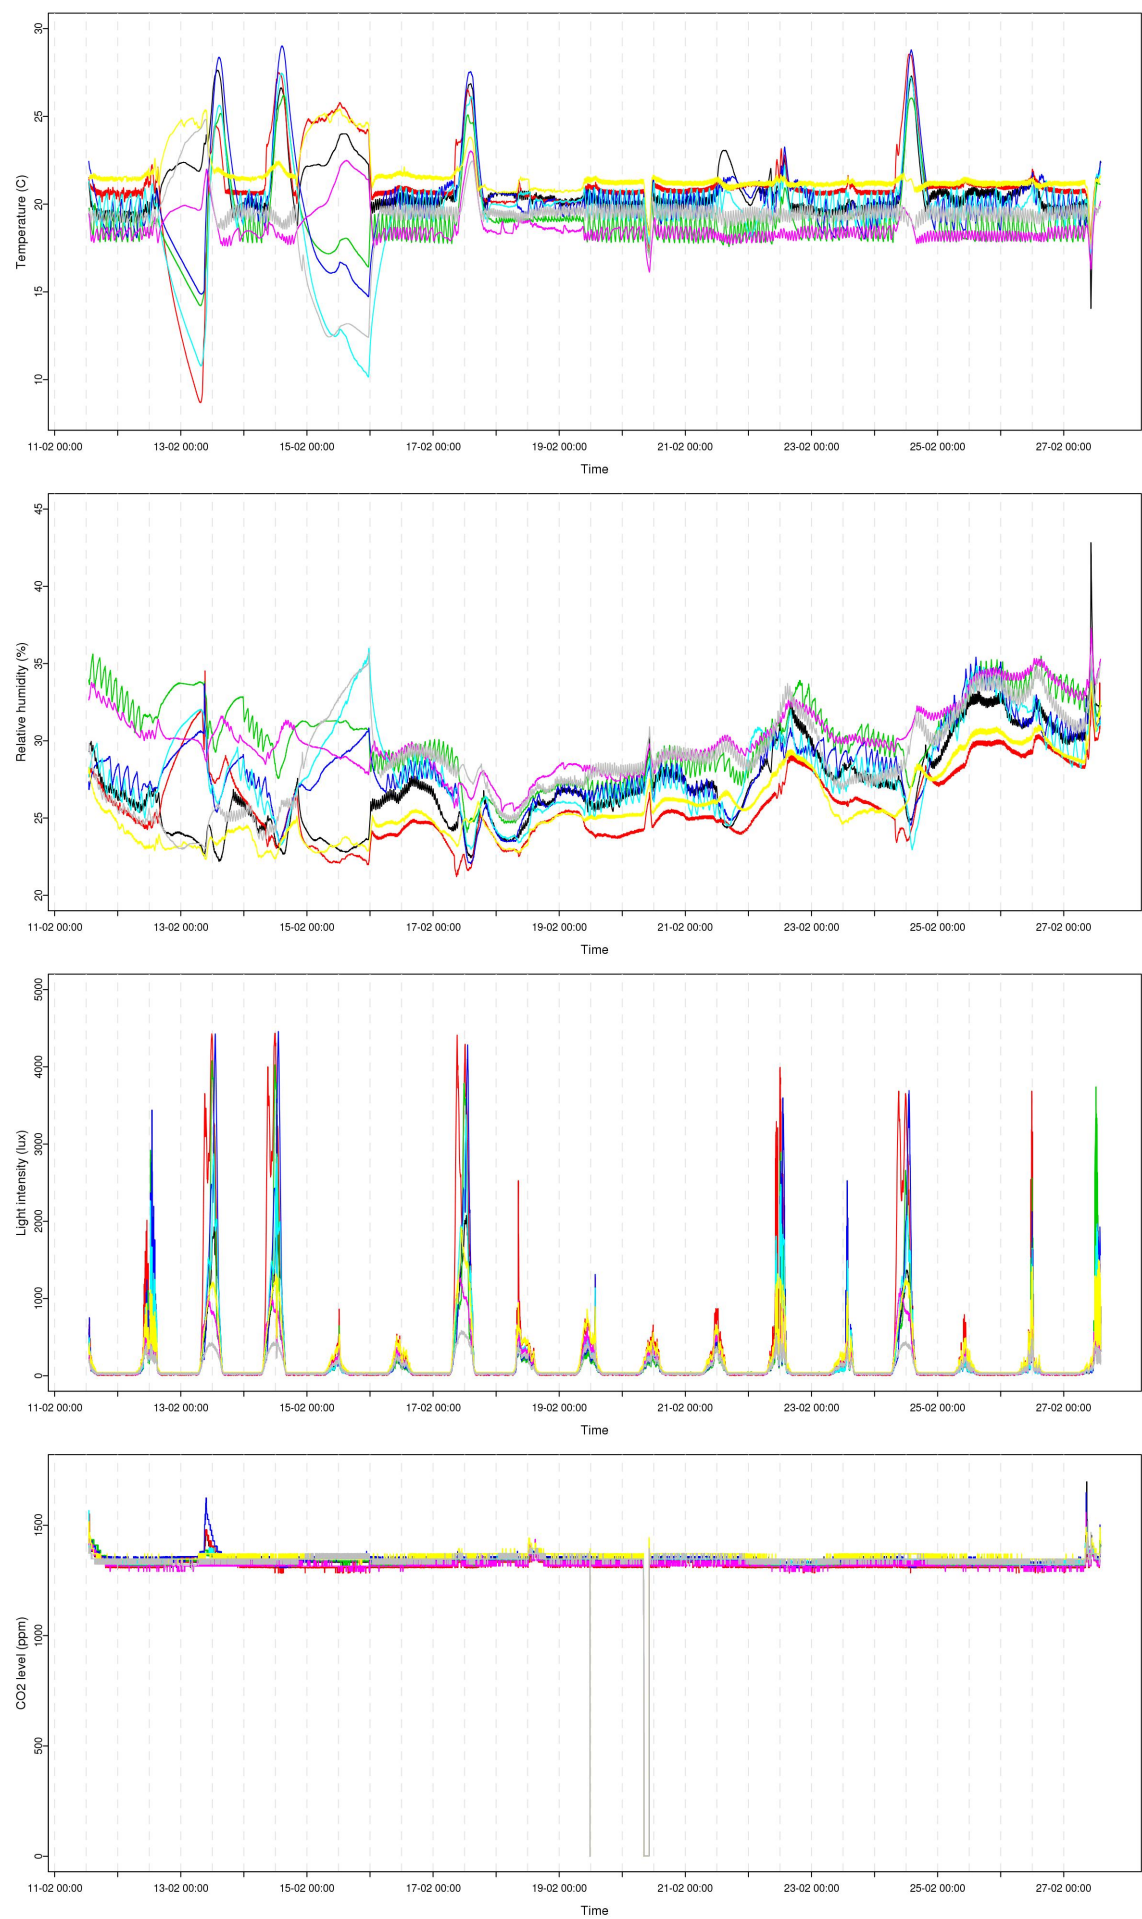 Temperature (C)
30
25
20
15
10
11-02 00:00 13-02 00:00 15-02 00:00 17-02 00:00 19-02 00:00 21-02 00:00 23-02 00:00 25-02 00:00 27-02 00:00
Time
Relative humidity (%)
45
40
35
30
25
20
11-02 00:00 13-02 00:00 15-02 00:00 17-02 00:00 19-02 00:00 21-02 00:00 23-02 00:00 25-02 00:00 27-02 00:00
Time
Light intensity (lux)
5000
4000
3000
2000
1000
0
11-02 00:00 13-02 00:00 15-02 00:00 17-02 00:00 19-02 00:00 21-02 00:00 23-02 00:00 25-02 00:00 27-02 00:00
Time
CO2 level (ppm)
1500
1000
500
0
11-02 00:00 13-02 00:00 15-02 00:00 17-02 00:00 19-02 00:00 21-02 00:00 23-02 00:00 25-02 00:00 27-02 00:00
Time